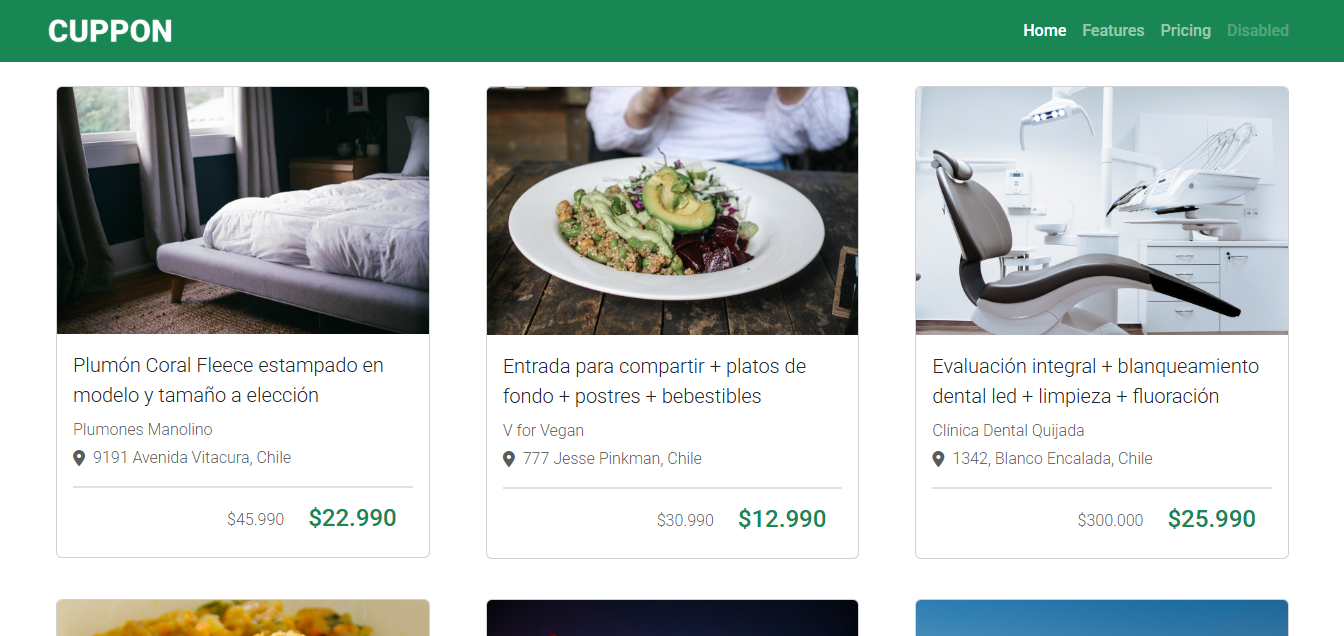 CUPPON
Home Features Pricing Disabled
Plumón Coral Fleece estampado en
modelo y tamaño a elección
Plumones Manolino
9191 Avenida Vitacura, Chile
$45.990 $22.990
Entrada para compartir + platos de
fondo + postres + bebestibles
V for Vegan
777 Jesse Pinkman, Chile
$30.990 $12.990
Evaluación integral + blanqueamiento
dental led + limpieza + fluoración
Clínica Dental Quijada
1342, Blanco Encalada, Chile
$300.000 $25.990